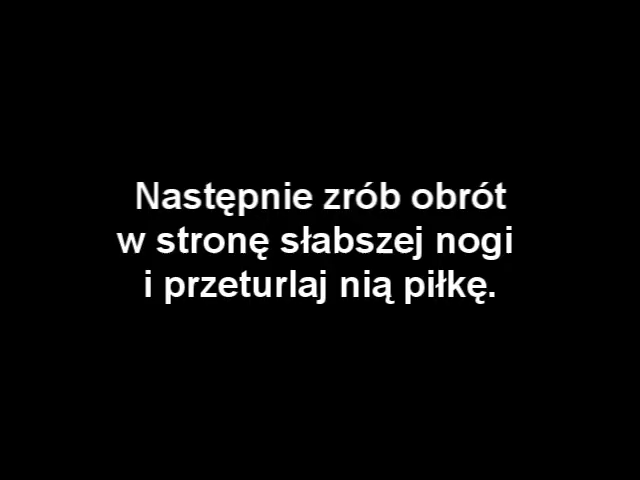 Następnie zrób obrót
w stronę słabszej nogi
i przeturlaj nią piłkę.